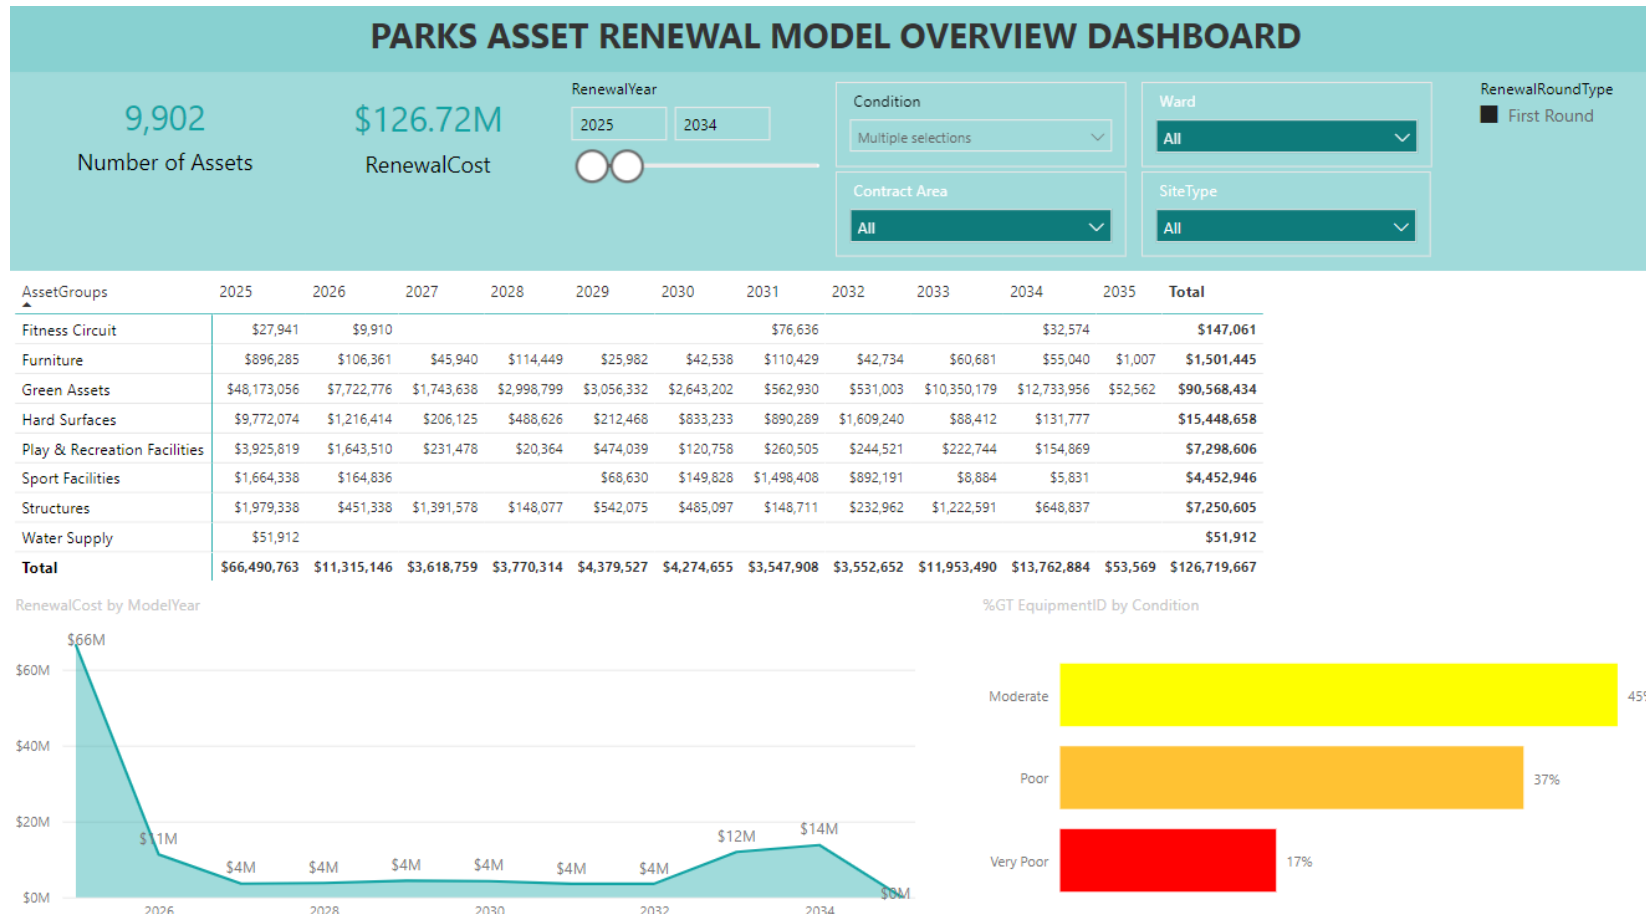 PARKS ASSET RENEWAL MODEL OVERVIEW DASHBOARD
9,902
Number of Assets
$126.72M
RenewalCost
RenewalYear
2025 2034
Condition
Multiple selections
Ward
All
Contract Area
All
SiteType
All
RenewalRoundType
First Round
AssetGroups 2025 2026 2027 2028 2029 2030 2031 2032 2033 2034 2035 Total
Fitness Circuit $27,941 $9,910 $76,636 $32,574 $147,061
Furniture $896,285 $106,361 $45,940 $114,449 $25,982 $42,538 $110,429 $42,734 $60,681 $55,040 $1,007 $1,501,445
Green Assets $48,173,056 $7,722,776 $1,743,638 $2,998,799 $3,056,332 $2,643,202 $562,930 $531,003 $10,350,179 $12,733,956 $52,562 $90,568,434
Hard Surfaces $9,772,074 $1,216,414 $206,125 $488,626 $212,468 $833,233 $890,289 $1,609,240 $88,412 $131,777 $15,448,658
Play & Recreation Facilities $3,925,819 $1,643,510 $231,478 $20,364 $474,039 $120,758 $260,505 $244,521 $222,744 $154,869 $7,298,606
Sport Facilities $1,664,338 $164,836 $68,630 $149,828 $1,498,408 $892,191 $8,884 $5,831 $4,452,946
Structures $1,979,338 $451,338 $1,391,578 $148,077 $542,075 $485,097 $148,711 $232,962 $1,222,591 $648,837 $7,250,605
Water Supply $51,912 $51,912
Total $66,490,763 $11,315,146 $3,618,759 $3,770,314 $4,379,527 $4,274,655 $3,547,908 $3,552,652 $11,953,490 $13,762,884 $53,569 $126,719,667
RenewalCost by ModelYear
$66M
$60M
$40M
$20M
$0M
$11M $4M $4M $4M $4M $4M $4M $12M $14M $0M
2026 2028 2030 2032 2034
%GT EquipmentID by Condition
Moderate 45%
Poor 37%
Very Poor 17%